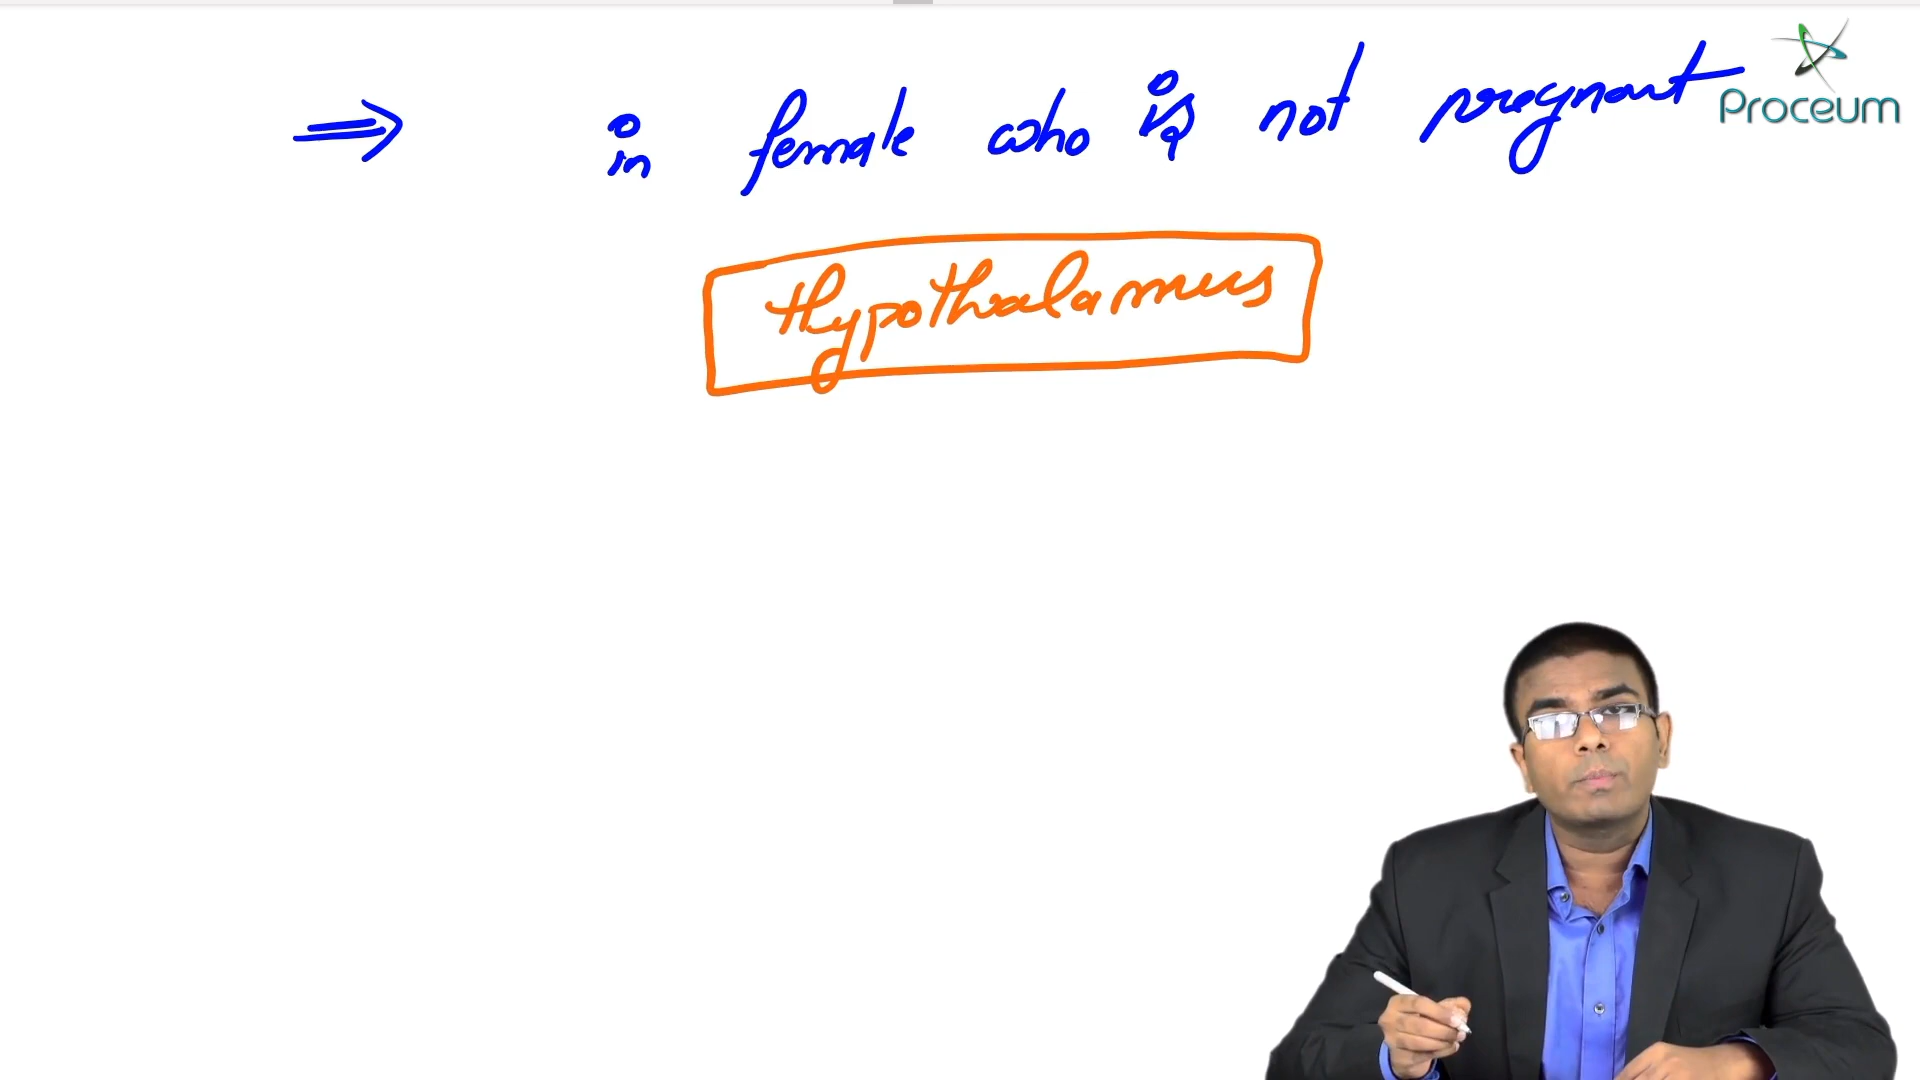 ⇒ in female who is not pregnant
Proceum
Hypothalamus